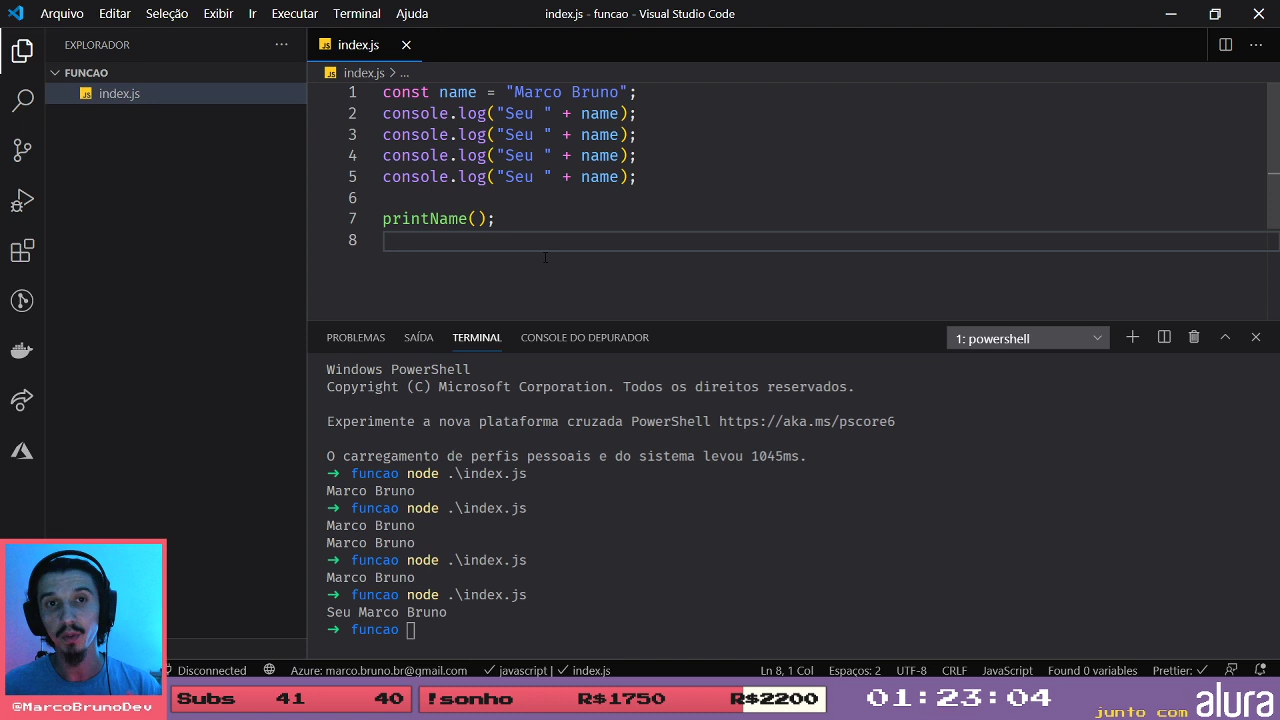 Arquivo Editar Seleção Exibir Ir Executar Terminal Ajuda index.js - funcao - Visual Studio Code
EXPLORADOR
FUNCAO
JS index.js
JS index.js
JS index.js > ...
1 const name = "Marco Bruno";
2 console.log("Seu " + name);
3 console.log("Seu " + name);
4 console.log("Seu " + name);
5 console.log("Seu " + name);
6
7 printName();
8
PROBLEMAS SAÍDA TERMINAL CONSOLE DO DEPURADOR 1: powershell
Windows PowerShell
Copyright (C) Microsoft Corporation. Todos os direitos reservados.
Experimente a nova plataforma cruzada PowerShell https://aka.ms/pscore6
O carregamento de perfis pessoais e do sistema levou 1045ms.
→ funcao node .\index.js
Marco Bruno
→ funcao node .\index.js
Marco Bruno
Marco Bruno
→ funcao node .\index.js
Marco Bruno
→ funcao node .\index.js
Seu Marco Bruno
→ funcao
Disconnected Azure: marco.bruno.br@gmail.com ✓ javascript | ✓ index.js Ln 8, 1 Col Espaços: 2 UTF-8 CRLF JavaScript Found 0 variables Prettier: ✓
@MarcoBrunoDev
Subs 41 40 !sonho R$1750 R$2200 01:23:04 junto com alura